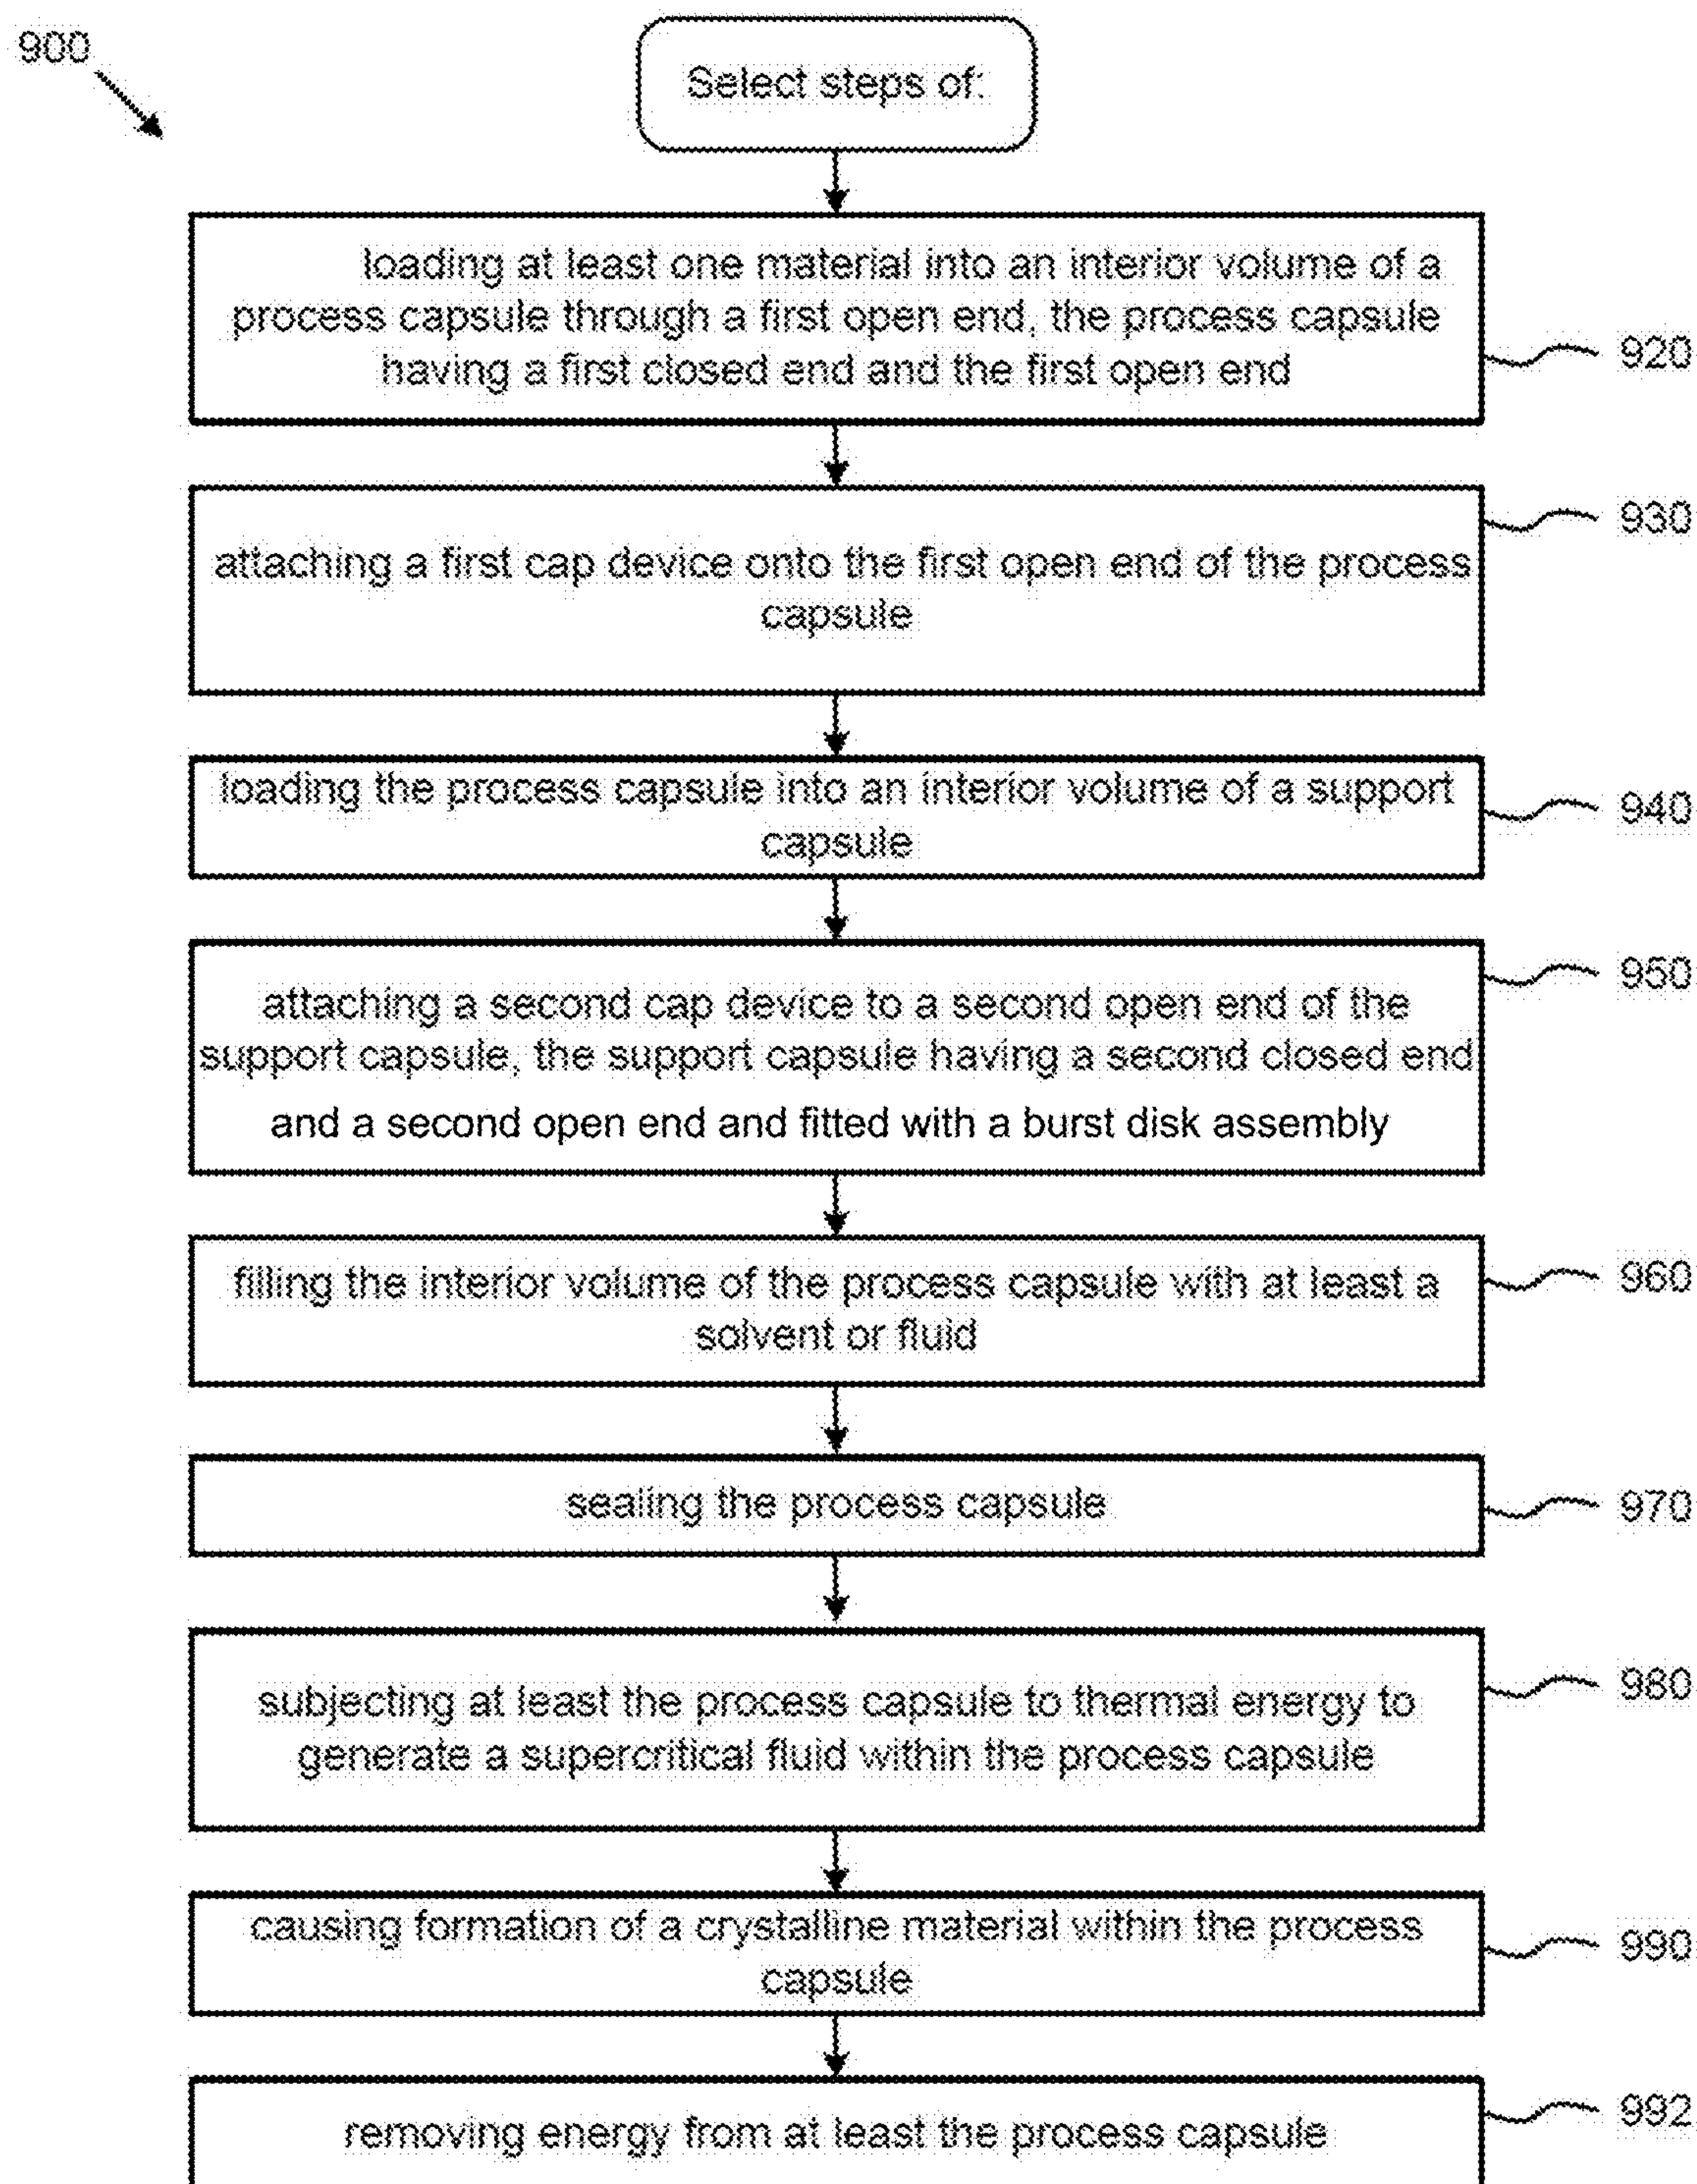 900
Select steps of:
loading at least one material into an interior volume of a
process capsule through a first open end, the process capsule
having a first closed end and the first open end
920
930
attaching a first cap device onto the first open end of the process
capsule
loading the process capsule into an interior volume of a support
capsule
940
950
attaching a second cap device to a second open end of the
support capsule, the support capsule having a second closed end
and a second open end and fitted with a burst disk assembly
filling the interior volume of the process capsule with at least a
solvent or fluid
960
sealing the process capsule
970
980
subjecting at least the process capsule to thermal energy to
generate a supercritical fluid within the process capsule
causing formation of a crystalline material within the process
capsule
990
removing energy from at least the process capsule
992